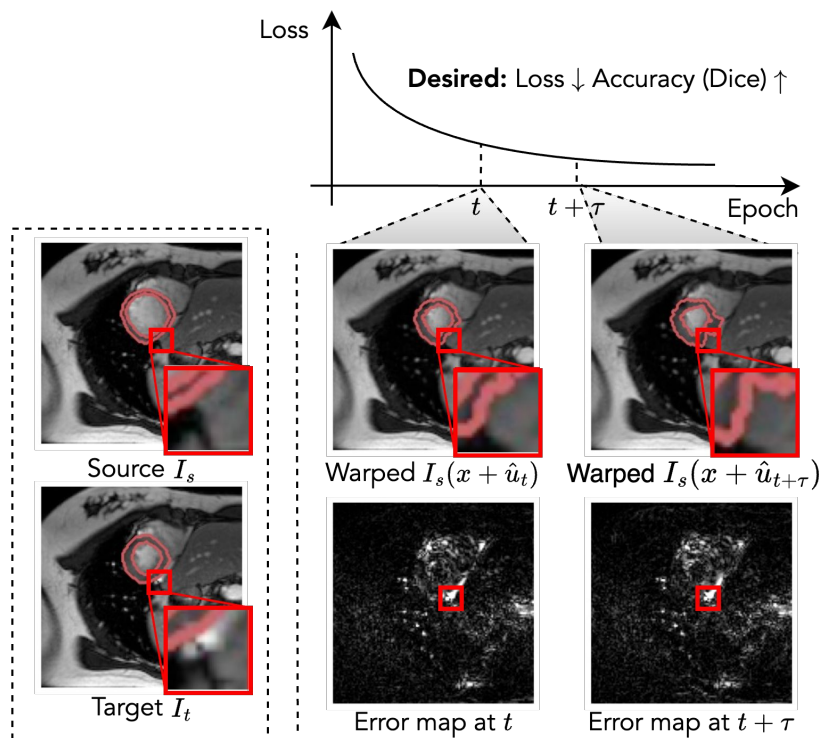 Loss
Desired: Loss ↓ Accuracy (Dice) ↑
t
t + τ
Epoch
Source I_s
Warped I_s(x + û_t)
Warped I_s(x + û_{t+τ})
Target I_t
Error map at t
Error map at t + τ